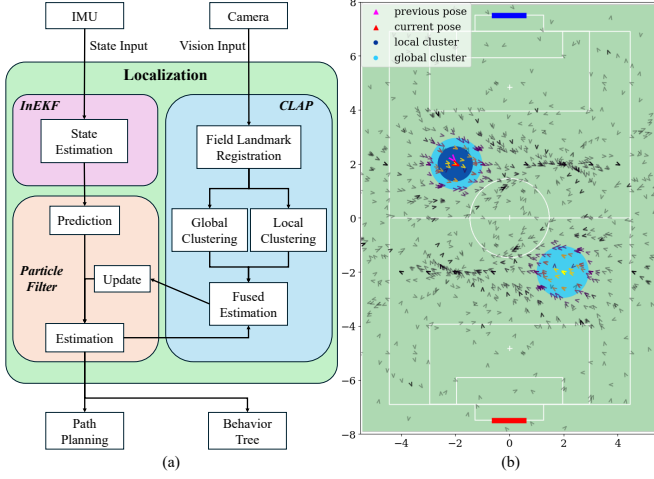 IMU
Camera
State Input
Vision Input
Localization
InEKF
CLAP
State
Estimation
Field Landmark
Registration
Prediction
Global
Clustering
Local
Clustering
Particle
Filter
Update
Fused
Estimation
Estimation
Path
Planning
Behavior
Tree
(a)
8
6
4
2
0
−2
−4
−6
−8
previous pose
current pose
local cluster
global cluster
−4 −2 0 2 4
(b)